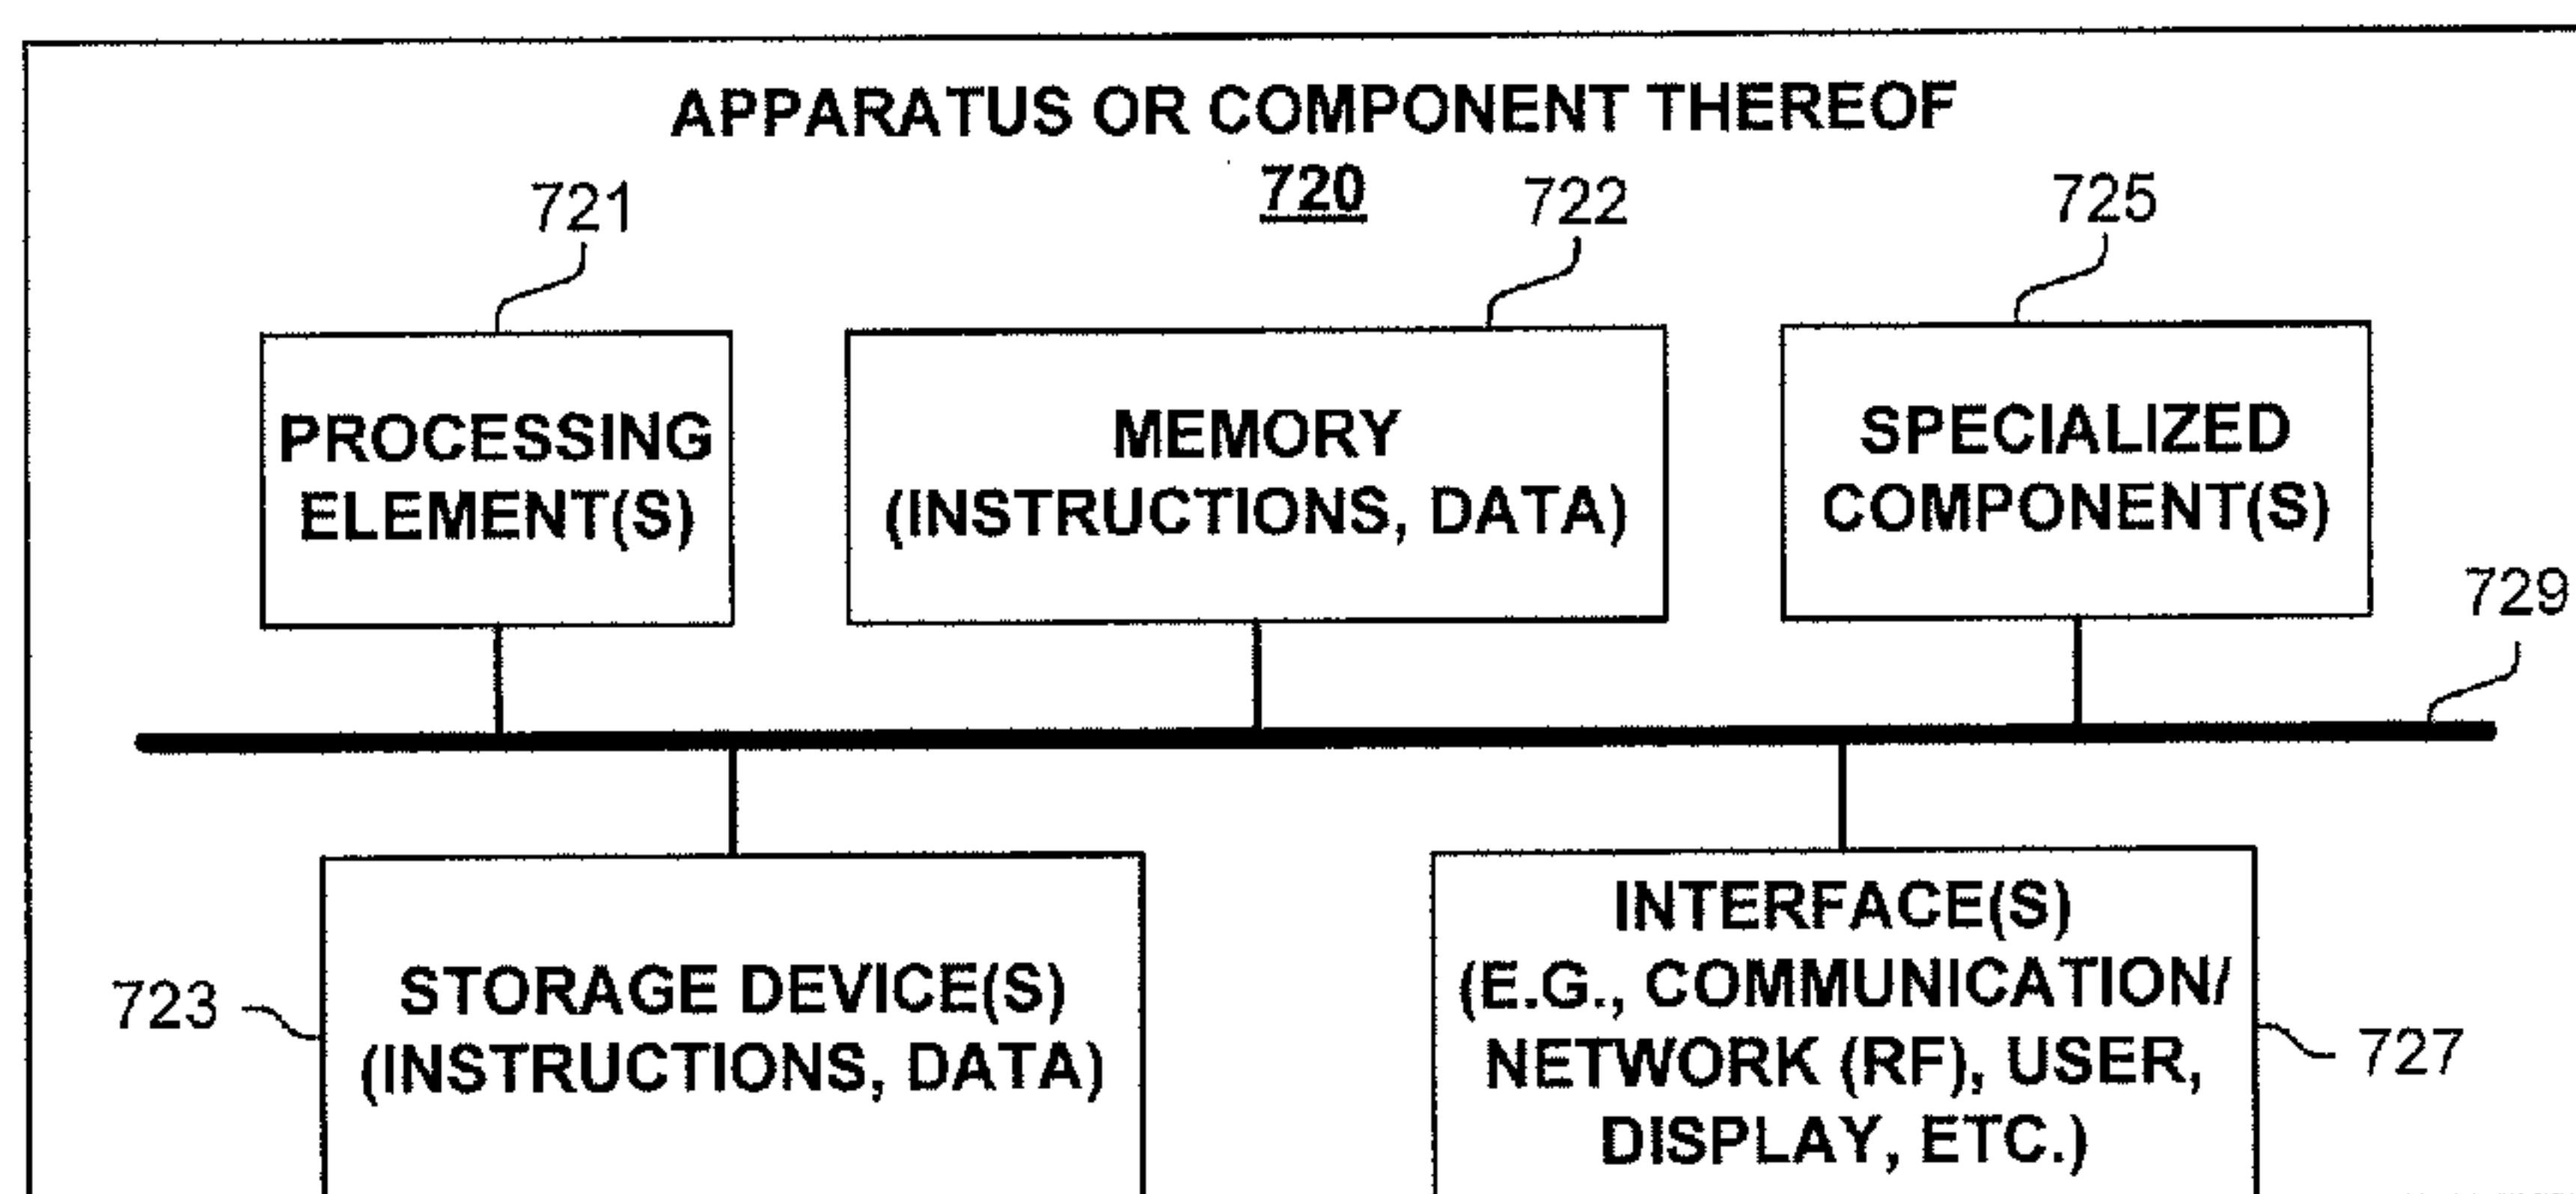 APPARATUS OR COMPONENT THEREOF
720
721
722
725
PROCESSING
ELEMENT(S)
MEMORY
(INSTRUCTIONS, DATA)
SPECIALIZED
COMPONENT(S)
729
723
STORAGE DEVICE(S)
(INSTRUCTIONS, DATA)
INTERFACE(S)
(E.G., COMMUNICATION/
NETWORK (RF), USER,
DISPLAY, ETC.)
727